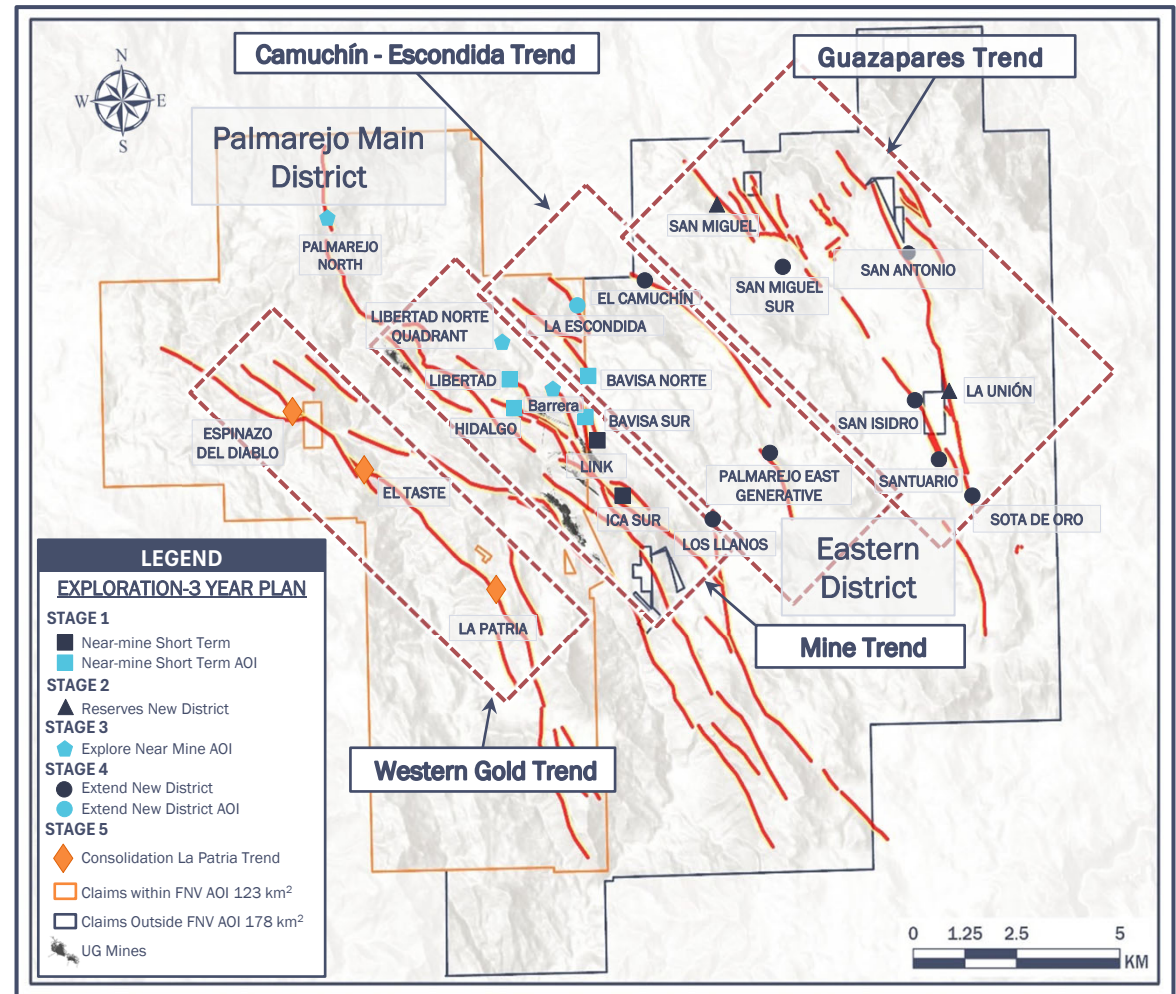 Camuchín - Escondida Trend
Guazapares Trend
N
W
E
S
Palmarejo Main
District
PALMAREJO
NORTH
SAN MIGUEL
SAN ANTONIO
SAN MIGUEL
SUR
EL CAMUCHÍN
LA ESCONDIDA
LIBERTAD NORTE
QUADRANT
LIBERTAD
BAVISA NORTE
Barrera
HIDALGO
BAVISA SUR
LINK
LA UNIÓN
SAN ISIDRO
ESPINAZO
DEL DIABLO
EL TASTE
PALMAREJO EAST
GENERATIVE
SANTUARIO
ICA SUR
SOTA DE ORO
LOS LLANOS
Eastern
District
LA PATRIA
Mine Trend
Western Gold Trend
LEGEND
EXPLORATION-3 YEAR PLAN
STAGE 1
Near-mine Short Term
Near-mine Short Term AOI
STAGE 2
Reserves New District
STAGE 3
Explore Near Mine AOI
STAGE 4
Extend New District
Extend New District AOI
STAGE 5
Consolidation La Patria Trend
Claims within FNV AOI 123 km²
Claims Outside FNV AOI 178 km²
UG Mines
0 1.25 2.5 5
KM